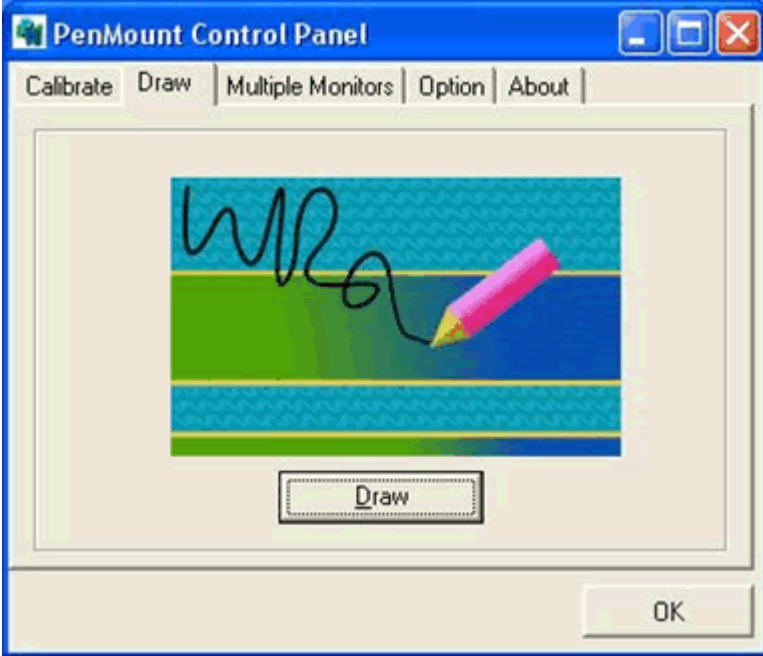 PenMount Control Panel
Calibrate Draw Multiple Monitors Option About
Draw
OK